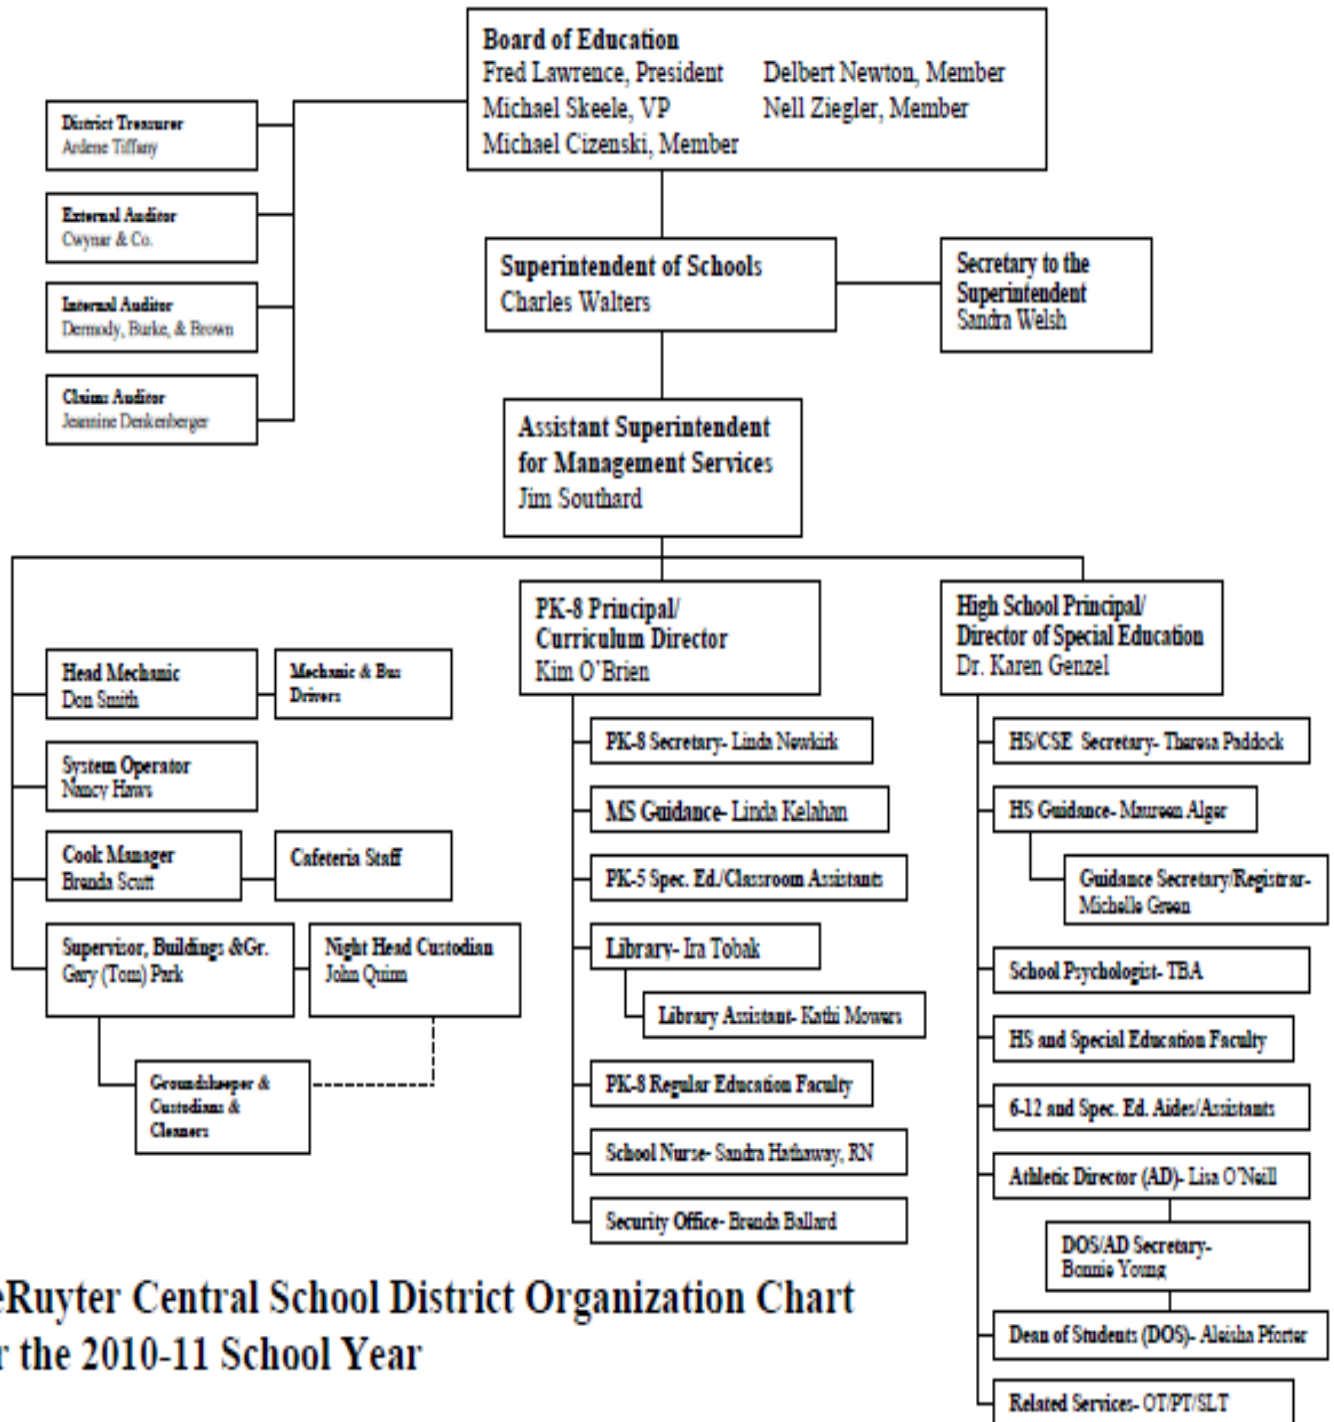 Board of Education
Fred Lawrence, President Delbert Newton, Member
Michael Skeele, VP Nell Ziegler, Member
Michael Cizenski, Member
District Treasurer
Ardene Tiffany
External Auditor
Cwynar & Co.
Internal Auditor
Dermody, Burke, & Brown
Claims Auditor
Jeannine Denkenberger
Superintendent of Schools
Charles Walters
Secretary to the
Superintendent
Sandra Welsh
Assistant Superintendent
for Management Services
Jim Southard
Head Mechanic
Don Smith
Mechanic & Bus
Drivers
System Operator
Nancy Haws
Cook Manager
Brenda Scutt
Cafeteria Staff
Supervisor, Buildings &Gr.
Gary (Tom) Park
Night Head Custodian
John Quinn
Groundskeeper &
Custodians &
Cleaners
PK-8 Principal/
Curriculum Director
Kim O'Brien
PK-8 Secretary- Linda Newkirk
MS Guidance- Linda Kelahan
PK-5 Spec. Ed./Classroom Assistants
Library- Ira Tobak
Library Assistant- Kathi Mowers
PK-8 Regular Education Faculty
School Nurse- Sandra Hathaway, RN
Security Office- Brenda Ballard
High School Principal/
Director of Special Education
Dr. Karen Genzel
HS/CSE Secretary- Theresa Paddock
HS Guidance- Maureen Alger
Guidance Secretary/Registrar-
Michelle Green
School Psychologist- TBA
HS and Special Education Faculty
6-12 and Spec. Ed. Aides/Assistants
Athletic Director (AD)- Lisa O'Neill
DOS/AD Secretary-
Bonnie Young
Dean of Students (DOS)- Aleisha Pforter
Related Services- OT/PT/SLT
eRuyter Central School District Organization Chart
r the 2010-11 School Year